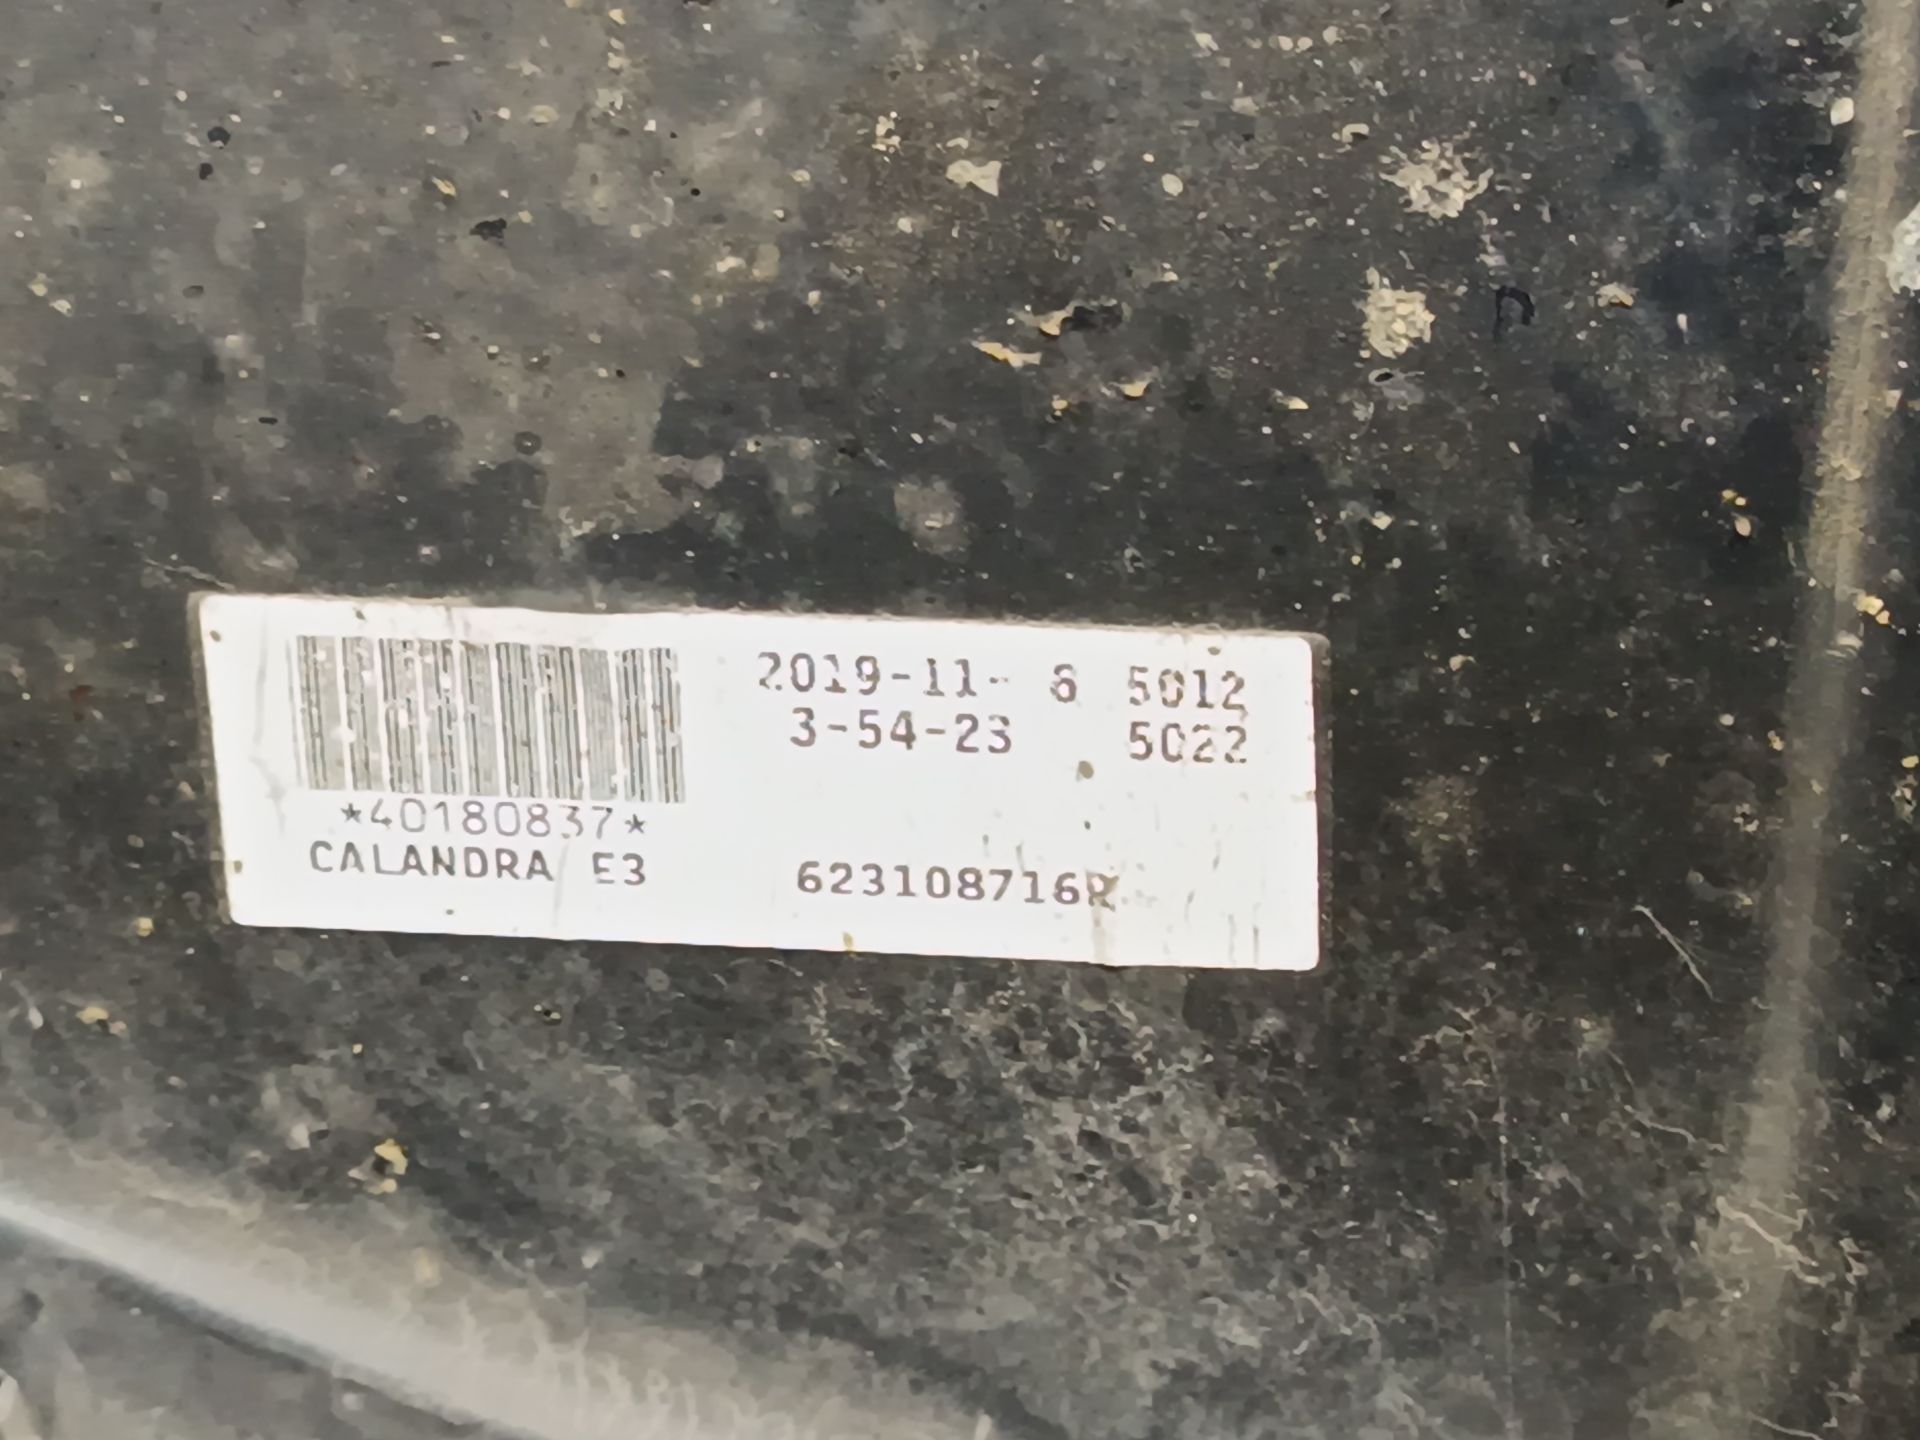 2019-11- 6 5012
3-54-23 5022
*40180837*
CALANDRA E3
623108716R